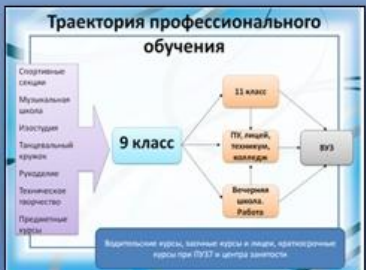 Траектория профессионального
обучения
Спортивные
секции
Музыкальная
школа
Изостудия
Танцевальный
кружок
Рукоделие
Техническое
творчество
Предметные
курсы
9 класс
11 класс
ПУ, лицей,
техникум,
колледж
Вечерняя
школа.
Работа
ВУЗ
Водительские курсы, заочные курсы и лицеи, краткосрочные
курсы при ПУ37 и центра занятости